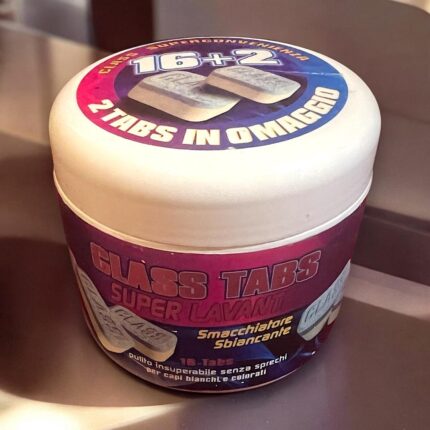 CLASS SUPERCONVENIENZA
16+2
2 TABS IN OMAGGIO
CLASS TABS
SUPER LAVANT
Smacchiatore
Sbiancante
16 Tabs
pulito insuperabile senza sprechi
per capi bianchi e colorati